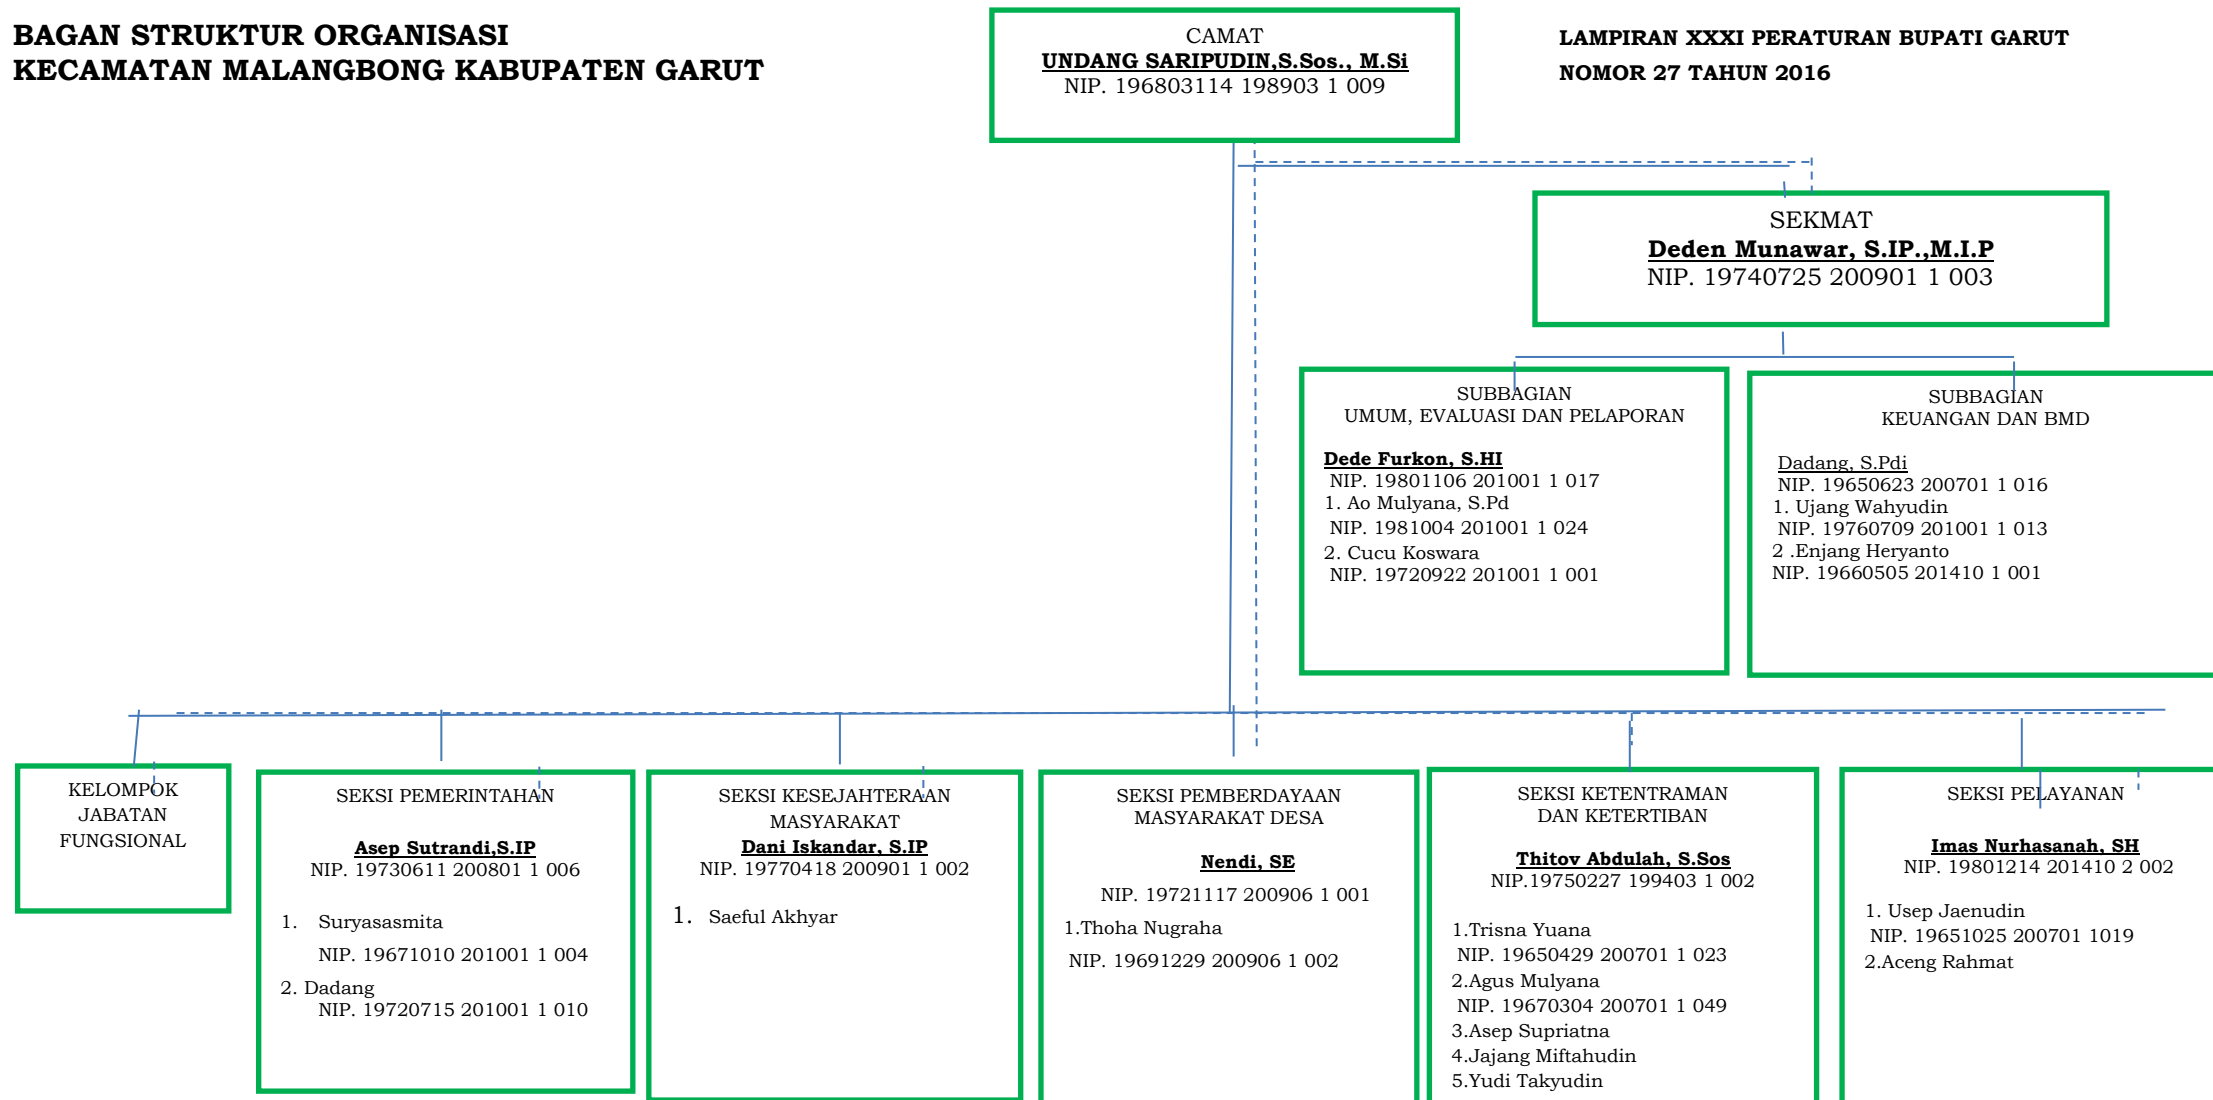 BAGAN STRUKTUR ORGANISASI
KECAMATAN MALANGBONG KABUPATEN GARUT
CAMAT
UNDANG SARIPUDIN,S.Sos., M.Si
NIP. 196803114 198903 1 009
LAMPIRAN XXXI PERATURAN BUPATI GARUT
NOMOR 27 TAHUN 2016
SEKMAT
Deden Munawar, S.IP.,M.I.P
NIP. 19740725 200901 1 003
SUBBAGIAN
UMUM, EVALUASI DAN PELAPORAN
Dede Furkon, S.HI
NIP. 19801106 201001 1 017
1. Ao Mulyana, S.Pd
NIP. 1981004 201001 1 024
2. Cucu Koswara
NIP. 19720922 201001 1 001
SUBBAGIAN
KEUANGAN DAN BMD
Dadang, S.Pdi
NIP. 19650623 200701 1 016
1. Ujang Wahyudin
NIP. 19760709 201001 1 013
2 .Enjang Heryanto
NIP. 19660505 201410 1 001
KELOMPOK
JABATAN
FUNGSIONAL
SEKSI PEMERINTAHAN
Asep Sutrandi,S.IP
NIP. 19730611 200801 1 006
1. Suryasasmita
NIP. 19671010 201001 1 004
2. Dadang
NIP. 19720715 201001 1 010
SEKSI KESEJAHTERAAN
MASYARAKAT
Dani Iskandar, S.IP
NIP. 19770418 200901 1 002
1. Saeful Akhyar
SEKSI PEMBERDAYAAN
MASYARAKAT DESA
Nendi, SE
NIP. 19721117 200906 1 001
1.Thoha Nugraha
NIP. 19691229 200906 1 002
SEKSI KETENTRAMAN
DAN KETERTIBAN
Thitov Abdulah, S.Sos
NIP.19750227 199403 1 002
1.Trisna Yuana
NIP. 19650429 200701 1 023
2.Agus Mulyana
NIP. 19670304 200701 1 049
3.Asep Supriatna
4.Jajang Miftahudin
5.Yudi Takyudin
SEKSI PELAYANAN
Imas Nurhasanah, SH
NIP. 19801214 201410 2 002
1. Usep Jaenudin
NIP. 19651025 200701 1019
2.Aceng Rahmat